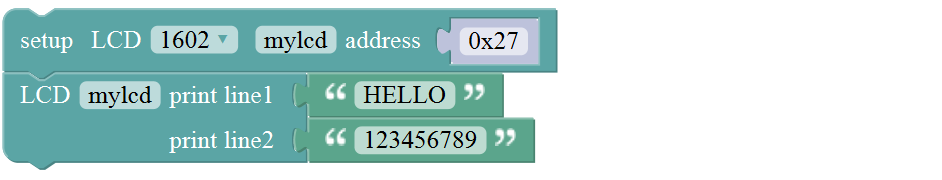 setup LCD 1602 mylcd address 0x27
LCD mylcd print line1 “ HELLO ”
print line2 “ 123456789 ”